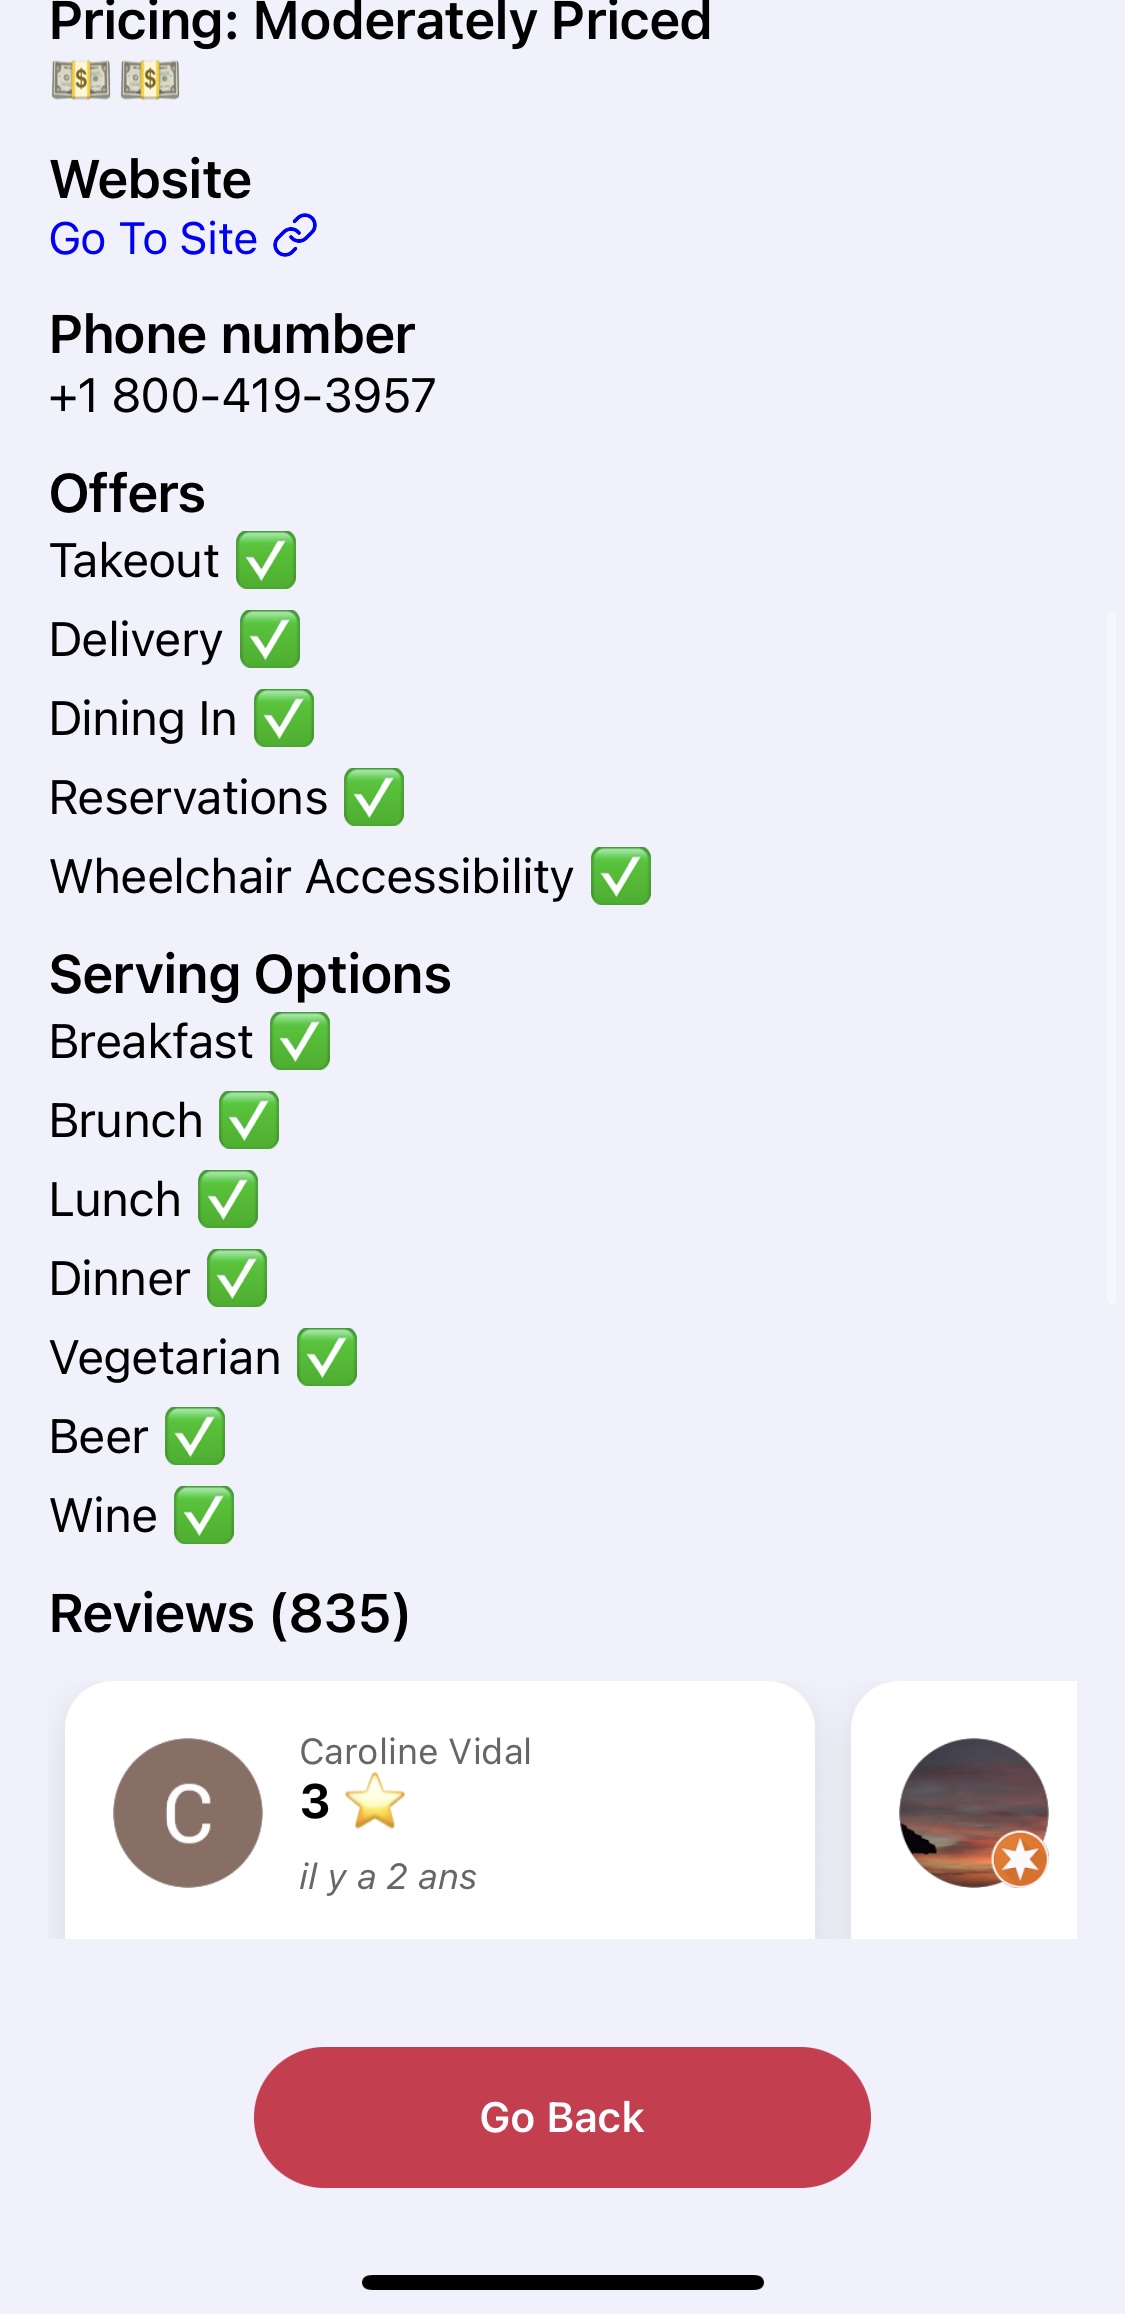 Pricing: Moderately Priced
💵 💵
Website
Go To Site 🔗
Phone number
+1 800-419-3957
Offers
Takeout ✅
Delivery ✅
Dining In ✅
Reservations ✅
Wheelchair Accessibility ✅
Serving Options
Breakfast ✅
Brunch ✅
Lunch ✅
Dinner ✅
Vegetarian ✅
Beer ✅
Wine ✅
Reviews (835)
C
Caroline Vidal
3 ⭐
il y a 2 ans
Go Back